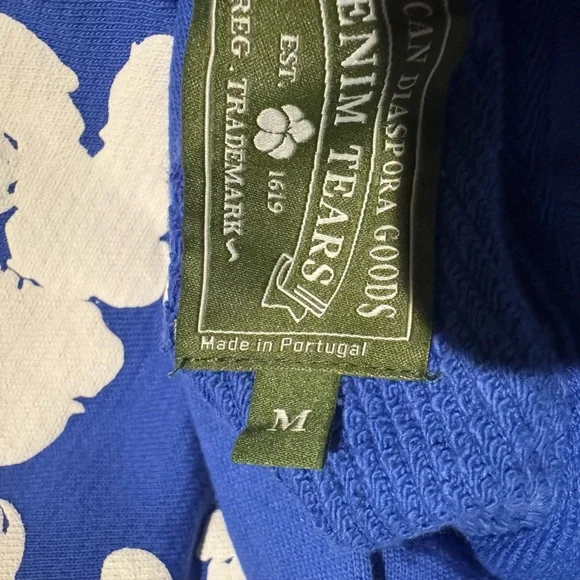 CAN DIASPORA GOODS
ENIM TEARS
EST. 1619
REG. TRADEMARK
Made in Portugal
M